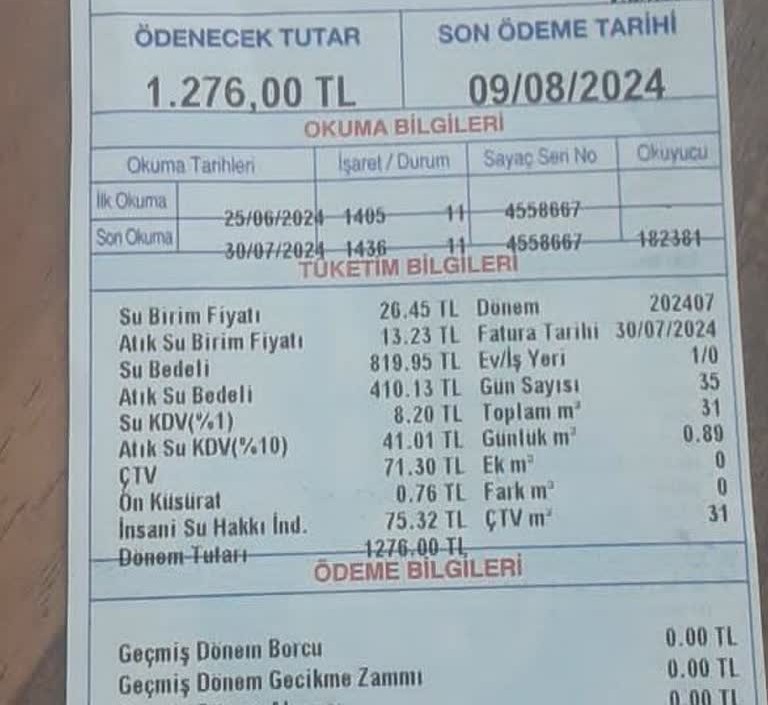 ÖDENECEK TUTAR SON ÖDEME TARİHİ
1.276,00 TL 09/08/2024
OKUMA BİLGİLERİ
Okuma Tarihleri İşaret / Durum Sayaç Seri No Okuyucu
İlk Okuma 25/06/2024 1405 11 4558667
Son Okuma 30/07/2024 1436 11 4558667 182381
TÜKETİM BİLGİLERİ
Su Birim Fiyatı 26.45 TL Dönem 202407
Atık Su Birim Fiyatı 13.23 TL Fatura Tarihi 30/07/2024
Su Bedeli 819.95 TL Ev/İş Yeri 1/0
Atık Su Bedeli 410.13 TL Gün Sayısı 35
Su KDV(%1) 8.20 TL Toplam m³ 31
Atık Su KDV(%10) 41.01 TL Günlük m³ 0.89
ÇTV 71.30 TL Ek m³ 0
Ön Küsürat 0.76 TL Fark m³ 0
İnsani Su Hakkı İnd. 75.32 TL ÇTV m³ 31
Dönem Tutarı 1276.00 TL
ÖDEME BİLGİLERİ
Geçmiş Dönem Borcu 0.00 TL
Geçmiş Dönem Gecikme Zammı 0.00 TL
0.00 TL